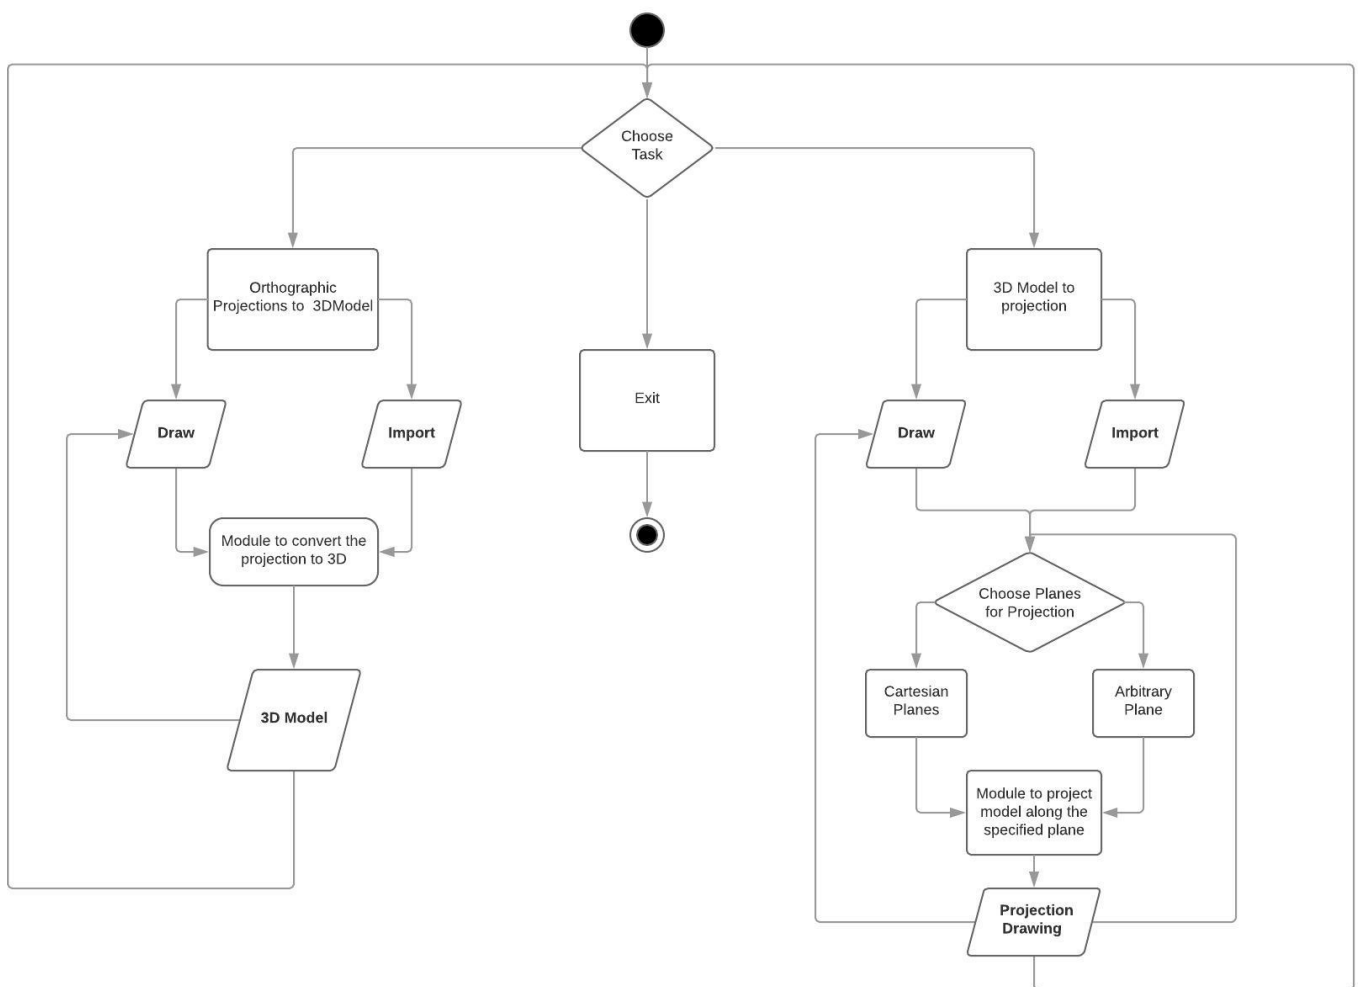 Choose
Task
Orthographic
Projections to 3DModel
3D Model to
projection
Exit
Draw
Import
Draw
Import
Module to convert the
projection to 3D
Choose Planes
for Projection
3D Model
Cartesian
Planes
Arbitrary
Plane
Module to project
model along the
specified plane
Projection
Drawing